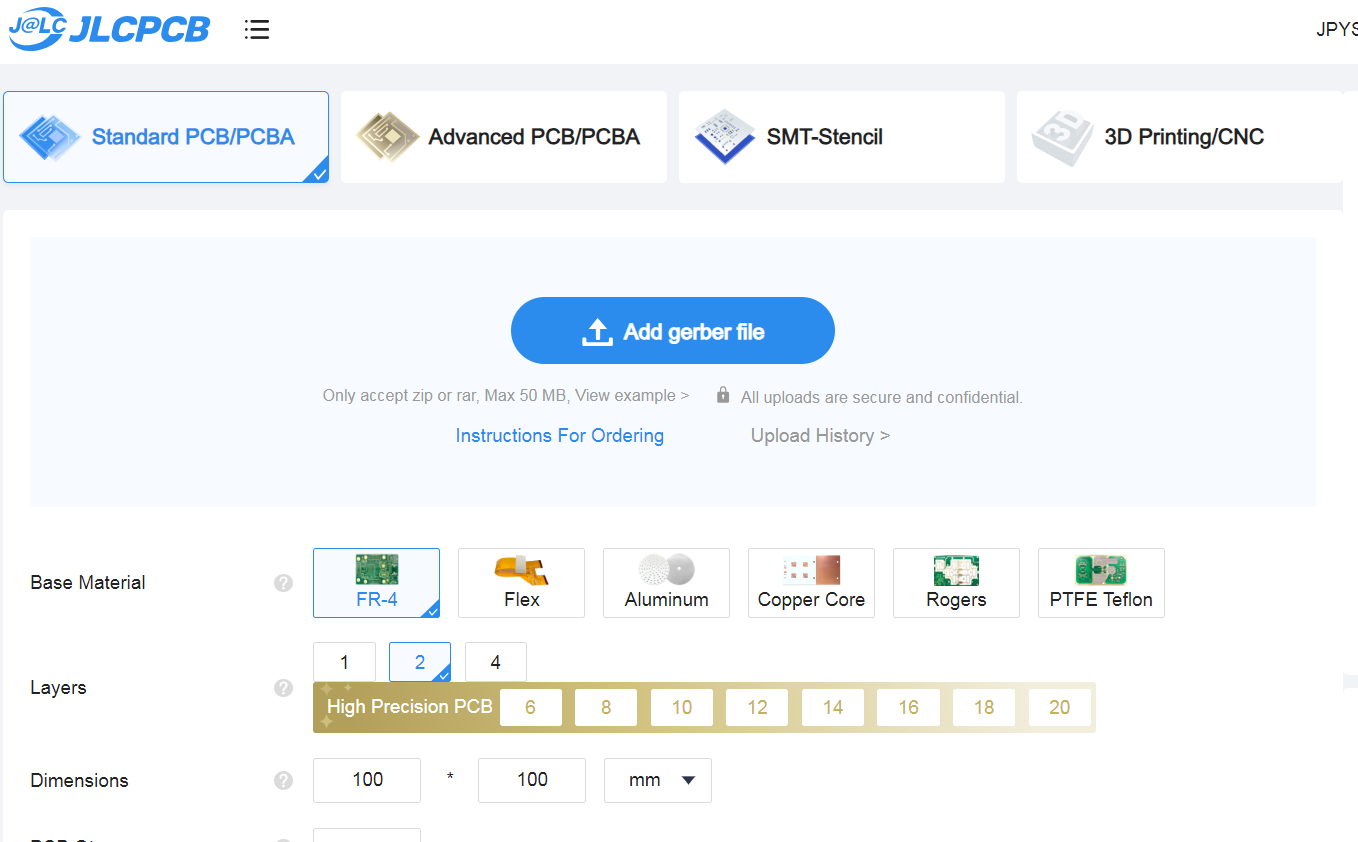 J@LC JLCPCB
JPY$
Standard PCB/PCBA
Advanced PCB/PCBA
SMT-Stencil
3D Printing/CNC
Add gerber file
Only accept zip or rar, Max 50 MB, View example >
All uploads are secure and confidential.
Instructions For Ordering
Upload History >
Base Material
?
FR-4
Flex
Aluminum
Copper Core
Rogers
PTFE Teflon
Layers
?
1
2
4
High Precision PCB
6
8
10
12
14
16
18
20
Dimensions
?
100
*
100
mm